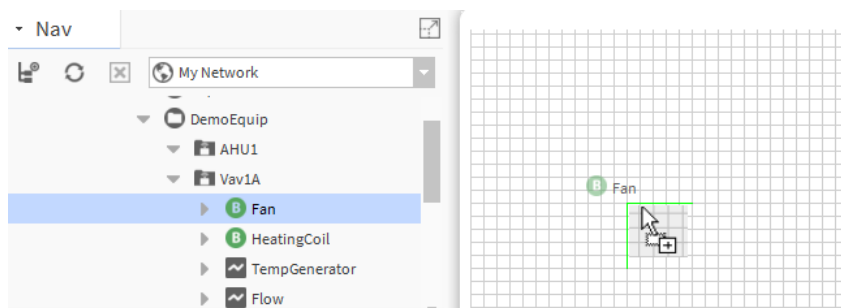 Nav
My Network
DemoEquip
AHU1
Vav1A
B Fan
B HeatingCoil
TempGenerator
Flow
B Fan